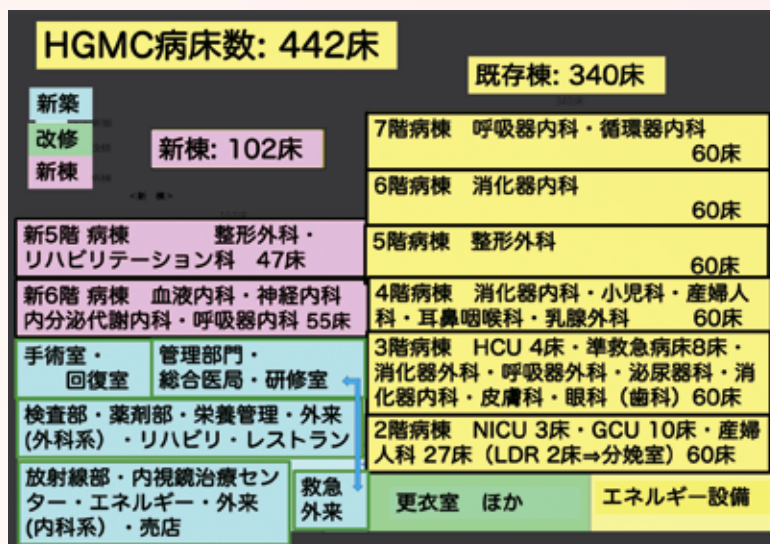 HGMC病床数: 442床
既存棟: 340床
新築
改修
新棟
新棟: 102床
<新 棟>
7階病棟 呼吸器内科・循環器内科
60床
6階病棟 消化器内科
60床
5階病棟 整形外科
60床
4階病棟 消化器内科・小児科・産婦人
科・耳鼻咽喉科・乳腺外科 60床
3階病棟 HCU 4床・準救急病床8床・
消化器外科・呼吸器外科・泌尿器科・消
化器内科・皮膚科・眼科(歯科)60床
2階病棟 NICU 3床・GCU 10床・産婦
人科 27床(LDR 2床⇒分娩室)60床
新5階 病棟 整形外科・
リハビリテーション科 47床
新6階 病棟 血液内科・神経内科
内分泌代謝内科・呼吸器内科 55床
手術室・
回復室
管理部門・
総合医局・研修室
検査部・薬剤部・栄養管理・外来
(外科系)・リハビリ・レストラン
放射線部・内視鏡治療セン
ター・エネルギー・外来
(内科系)・売店
救急
外来
更衣室 ほか
エネルギー設備